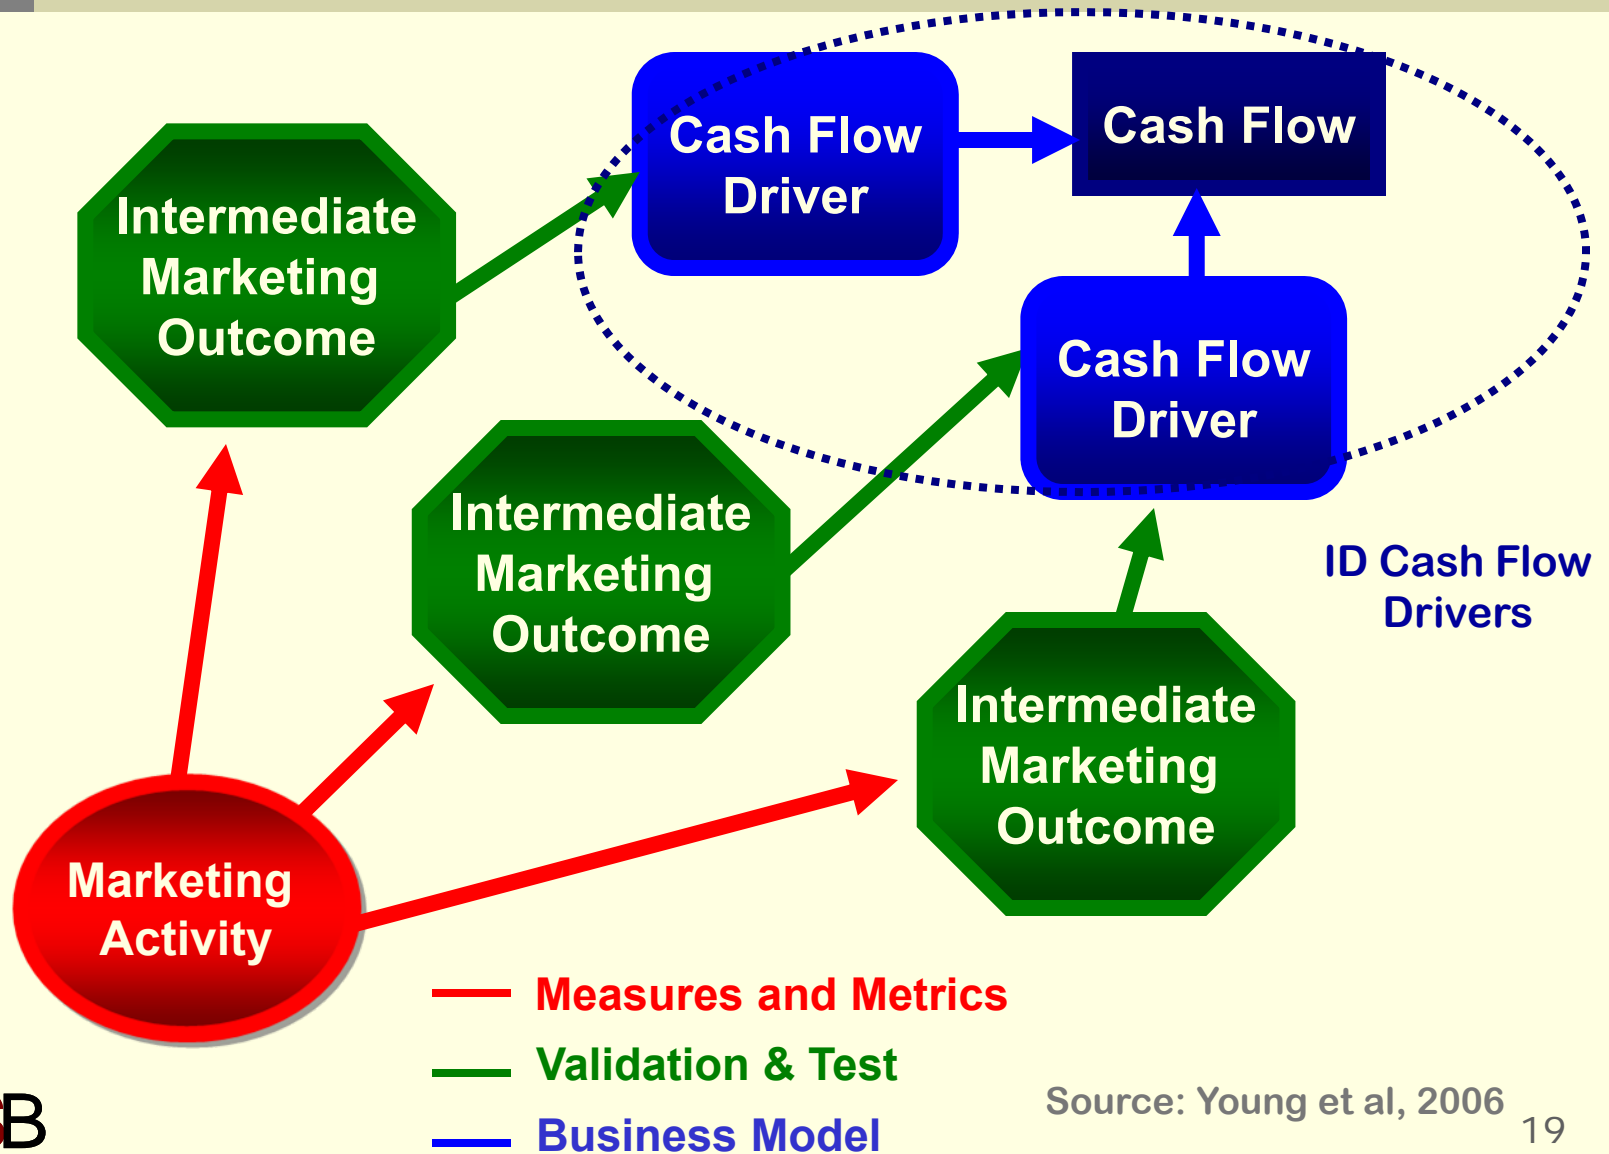 Cash Flow
Driver
Cash Flow
Intermediate
Marketing
Outcome
Cash Flow
Driver
Intermediate
Marketing
Outcome
ID Cash Flow
Drivers
Intermediate
Marketing
Outcome
Marketing
Activity
Measures and Metrics
Validation & Test
Business Model
Source: Young et al, 2006
19
B